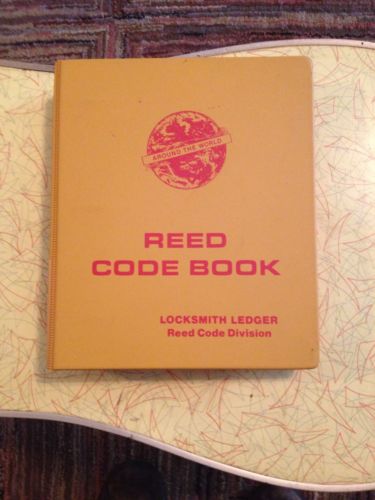 AROUND THE WORLD
REED
CODE BOOK
LOCKSMITH LEDGER
Reed Code Division